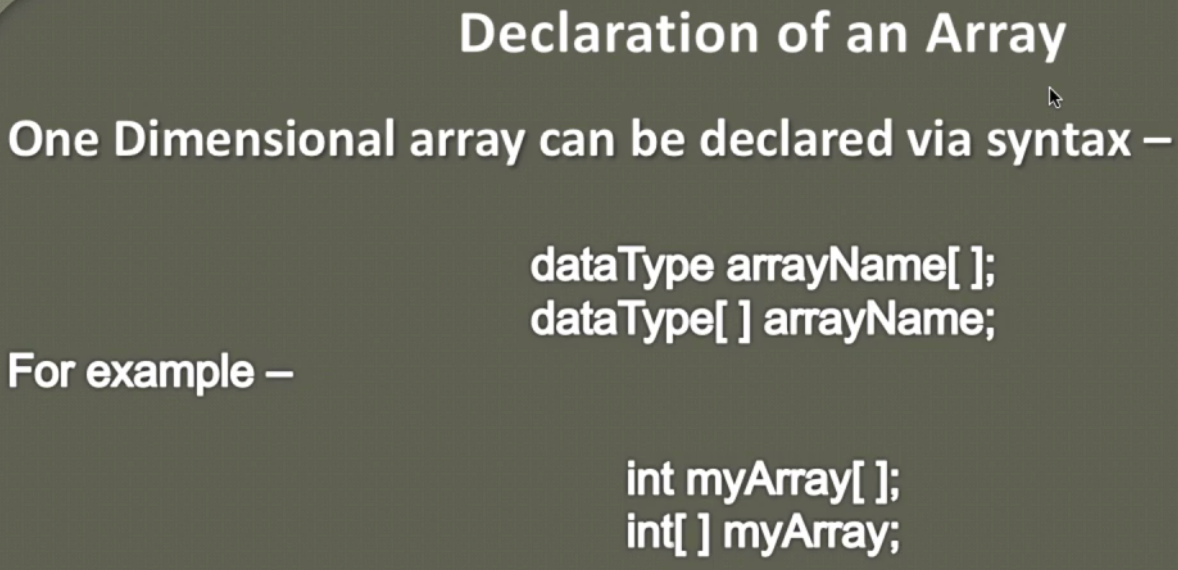 Declaration of an Array
One Dimensional array can be declared via syntax –
dataType arrayName[ ];
dataType[ ] arrayName;
For example –
int myArray[ ];
int[ ] myArray;